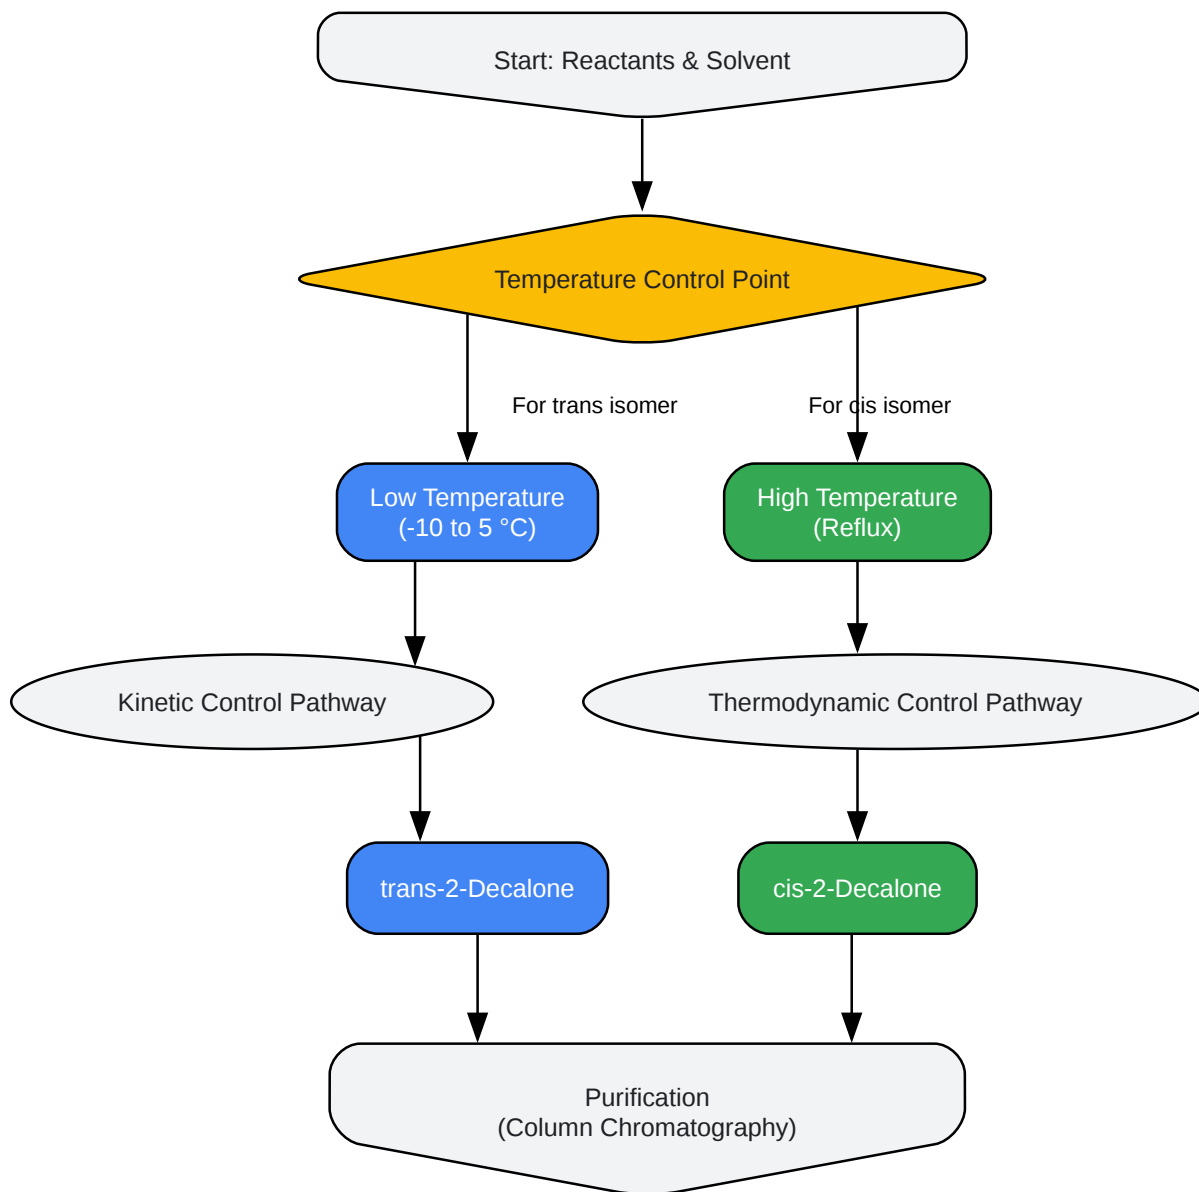 Start: Reactants & Solvent
Temperature Control Point
For trans isomer
For cis isomer
Low Temperature
(-10 to 5 °C)
High Temperature
(Reflux)
Kinetic Control Pathway
Thermodynamic Control Pathway
trans-2-Decalone
cis-2-Decalone
Purification
(Column Chromatography)